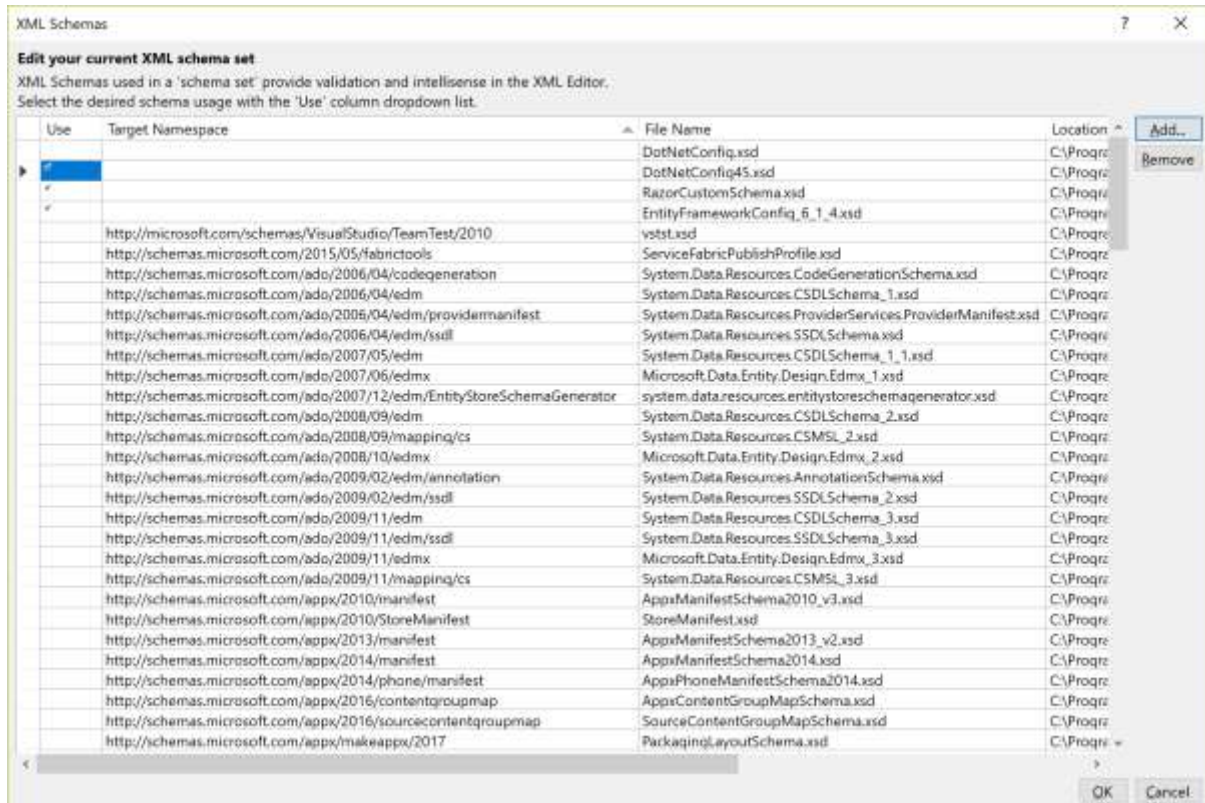 XML Schemas ? ×
Edit your current XML schema set
XML Schemas used in a 'schema set' provide validation and intellisense in the XML Editor.
Select the desired schema usage with the 'Use' column dropdown list.
Use Target Namespace File Name Location Add...
DotNetConfig.xsd C:\Progra
DotNetConfig45.xsd C:\Progra Remove
RazorCustomSchema.xsd C:\Progra
EntityFrameworkConfig_6_1_4.xsd C:\Progra
http://microsoft.com/schemas/VisualStudio/TeamTest/2010 vstst.xsd C:\Progra
http://schemas.microsoft.com/2015/05/fabrictools ServiceFabricPublishProfile.xsd C:\Progra
http://schemas.microsoft.com/ado/2006/04/codegeneration System.Data.Resources.CodeGenerationSchema.xsd C:\Progra
http://schemas.microsoft.com/ado/2006/04/edm System.Data.Resources.CSDLSchema_1.xsd C:\Progra
http://schemas.microsoft.com/ado/2006/04/edm/providermanifest System.Data.Resources.ProviderServices.ProviderManifest.xsd C:\Progra
http://schemas.microsoft.com/ado/2006/04/edm/ssdl System.Data.Resources.SSDLSchema.xsd C:\Progra
http://schemas.microsoft.com/ado/2007/05/edm System.Data.Resources.CSDLSchema_1_1.xsd C:\Progra
http://schemas.microsoft.com/ado/2007/06/edmx Microsoft.Data.Entity.Design.Edmx_1.xsd C:\Progra
http://schemas.microsoft.com/ado/2007/12/edm/EntityStoreSchemaGenerator system.data.resources.entitystoreschemagenerator.xsd C:\Progra
http://schemas.microsoft.com/ado/2008/09/edm System.Data.Resources.CSDLSchema_2.xsd C:\Progra
http://schemas.microsoft.com/ado/2008/09/mapping/cs System.Data.Resources.CSMSL_2.xsd C:\Progra
http://schemas.microsoft.com/ado/2008/10/edmx Microsoft.Data.Entity.Design.Edmx_2.xsd C:\Progra
http://schemas.microsoft.com/ado/2009/02/edm/annotation System.Data.Resources.AnnotationSchema.xsd C:\Progra
http://schemas.microsoft.com/ado/2009/02/edm/ssdl System.Data.Resources.SSDLSchema_2.xsd C:\Progra
http://schemas.microsoft.com/ado/2009/11/edm System.Data.Resources.CSDLSchema_3.xsd C:\Progra
http://schemas.microsoft.com/ado/2009/11/edm/ssdl System.Data.Resources.SSDLSchema_3.xsd C:\Progra
http://schemas.microsoft.com/ado/2009/11/edmx Microsoft.Data.Entity.Design.Edmx_3.xsd C:\Progra
http://schemas.microsoft.com/ado/2009/11/mapping/cs System.Data.Resources.CSMSL_3.xsd C:\Progra
http://schemas.microsoft.com/appx/2010/manifest AppxManifestSchema2010_v3.xsd C:\Progra
http://schemas.microsoft.com/appx/2010/StoreManifest StoreManifest.xsd C:\Progra
http://schemas.microsoft.com/appx/2013/manifest AppxManifestSchema2013_v2.xsd C:\Progra
http://schemas.microsoft.com/appx/2014/manifest AppxManifestSchema2014.xsd C:\Progra
http://schemas.microsoft.com/appx/2014/phone/manifest AppxPhoneManifestSchema2014.xsd C:\Progra
http://schemas.microsoft.com/appx/2016/contentgroupmap AppxContentGroupMapSchema.xsd C:\Progra
http://schemas.microsoft.com/appx/2016/sourcecontentgroupmap SourceContentGroupMapSchema.xsd C:\Progra
http://schemas.microsoft.com/appx/makeappx/2017 PackagingLayoutSchema.xsd C:\Progra
OK Cancel